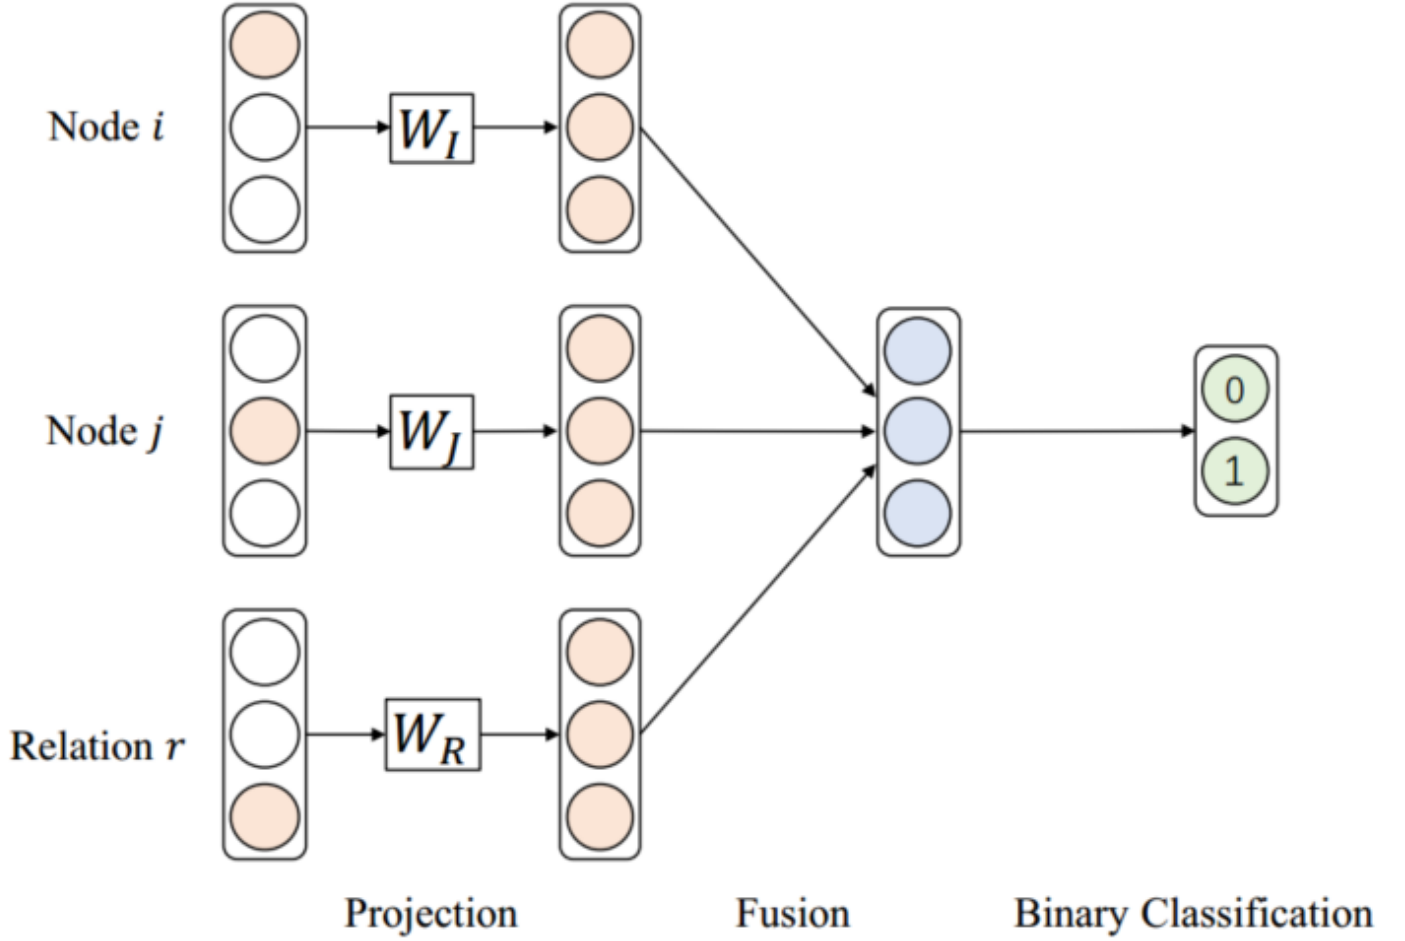 Node i
W_I
Node j
W_J
0
1
Relation r
W_R
Projection
Fusion
Binary Classification